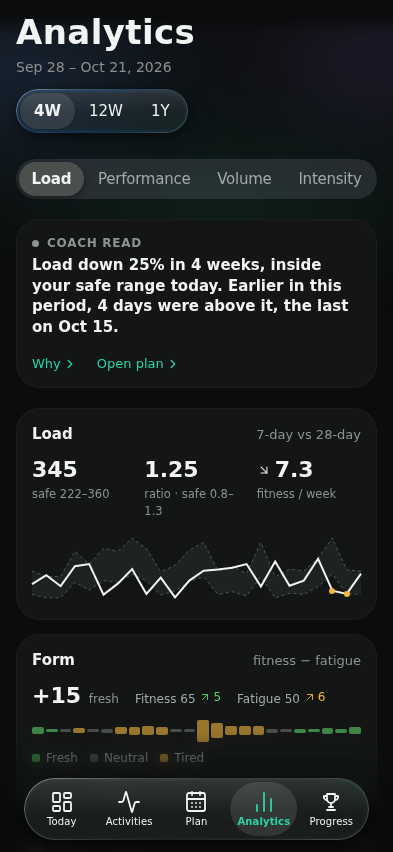 Analytics
Sep 28 – Oct 21, 2026
4W 12W 1Y
Load Performance Volume Intensity
COACH READ
Load down 25% in 4 weeks, inside
your safe range today. Earlier in this
period, 4 days were above it, the last
on Oct 15.
Why Open plan
Load 7-day vs 28-day
345 1.25 7.3
safe 222–360 ratio · safe 0.8–
1.3 fitness / week
Form fitness − fatigue
+15 fresh Fitness 65 5 Fatigue 50 6
Fresh Neutral Tired
Today Activities Plan Analytics Progress